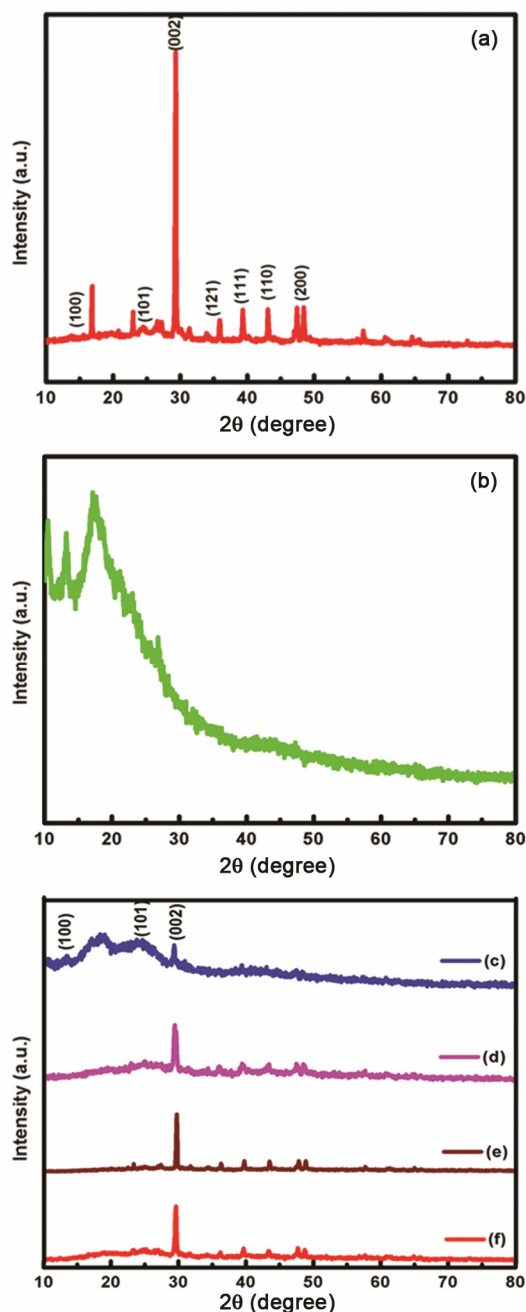 (a)
(002)
(100)
(101)
(121)
(111)
(110)
(200)
Intensity (a.u.)
10 20 30 40 50 60 70 80
2θ (degree)
(b)
Intensity (a.u.)
10 20 30 40 50 60 70 80
2θ (degree)
(100)
(101)
(002)
(c)
(d)
(e)
(f)
Intensity (a.u.)
10 20 30 40 50 60 70 80
2θ (degree)